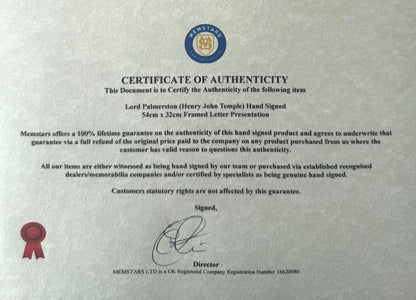 MEMSTARS
CERTIFICATE OF AUTHENTICITY
This Document is to Certify the Authenticity of the following item
Lord Palmerston (Henry John Temple) Hand Signed
54cm x 32cm Framed Letter Presentation
Memstars offers a 100% lifetime guarantee on the authenticity of this hand signed product and agrees to underwrite that
guarantee via a full refund of the original price paid to the company on any product purchased from us where the
customer has valid reason to question this authenticity.
All our items are either witnessed as being hand signed by our team or purchased via established recognised
dealers/memorabilia companies and/or certified by specialists as being genuine hand signed.
Customers statutory rights are not affected by this guarantee.
Signed,
Director
MEMSTARS LTD is a UK Registered Company Registration Number 16620080